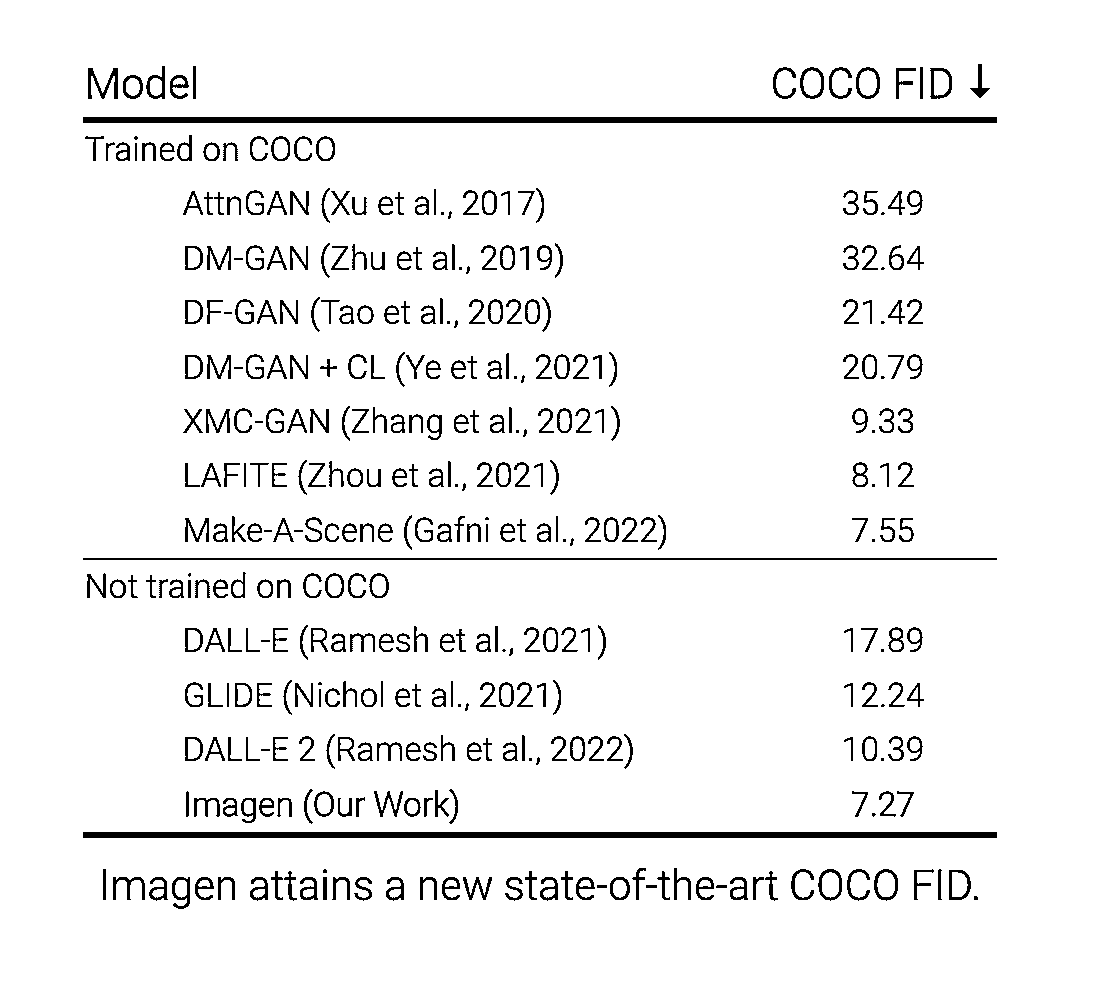 Model COCO FID ↓
Trained on COCO
AttnGAN (Xu et al., 2017) 35.49
DM-GAN (Zhu et al., 2019) 32.64
DF-GAN (Tao et al., 2020) 21.42
DM-GAN + CL (Ye et al., 2021) 20.79
XMC-GAN (Zhang et al., 2021) 9.33
LAFITE (Zhou et al., 2021) 8.12
Make-A-Scene (Gafni et al., 2022) 7.55
Not trained on COCO
DALL-E (Ramesh et al., 2021) 17.89
GLIDE (Nichol et al., 2021) 12.24
DALL-E 2 (Ramesh et al., 2022) 10.39
Imagen (Our Work) 7.27
Imagen attains a new state-of-the-art COCO FID.